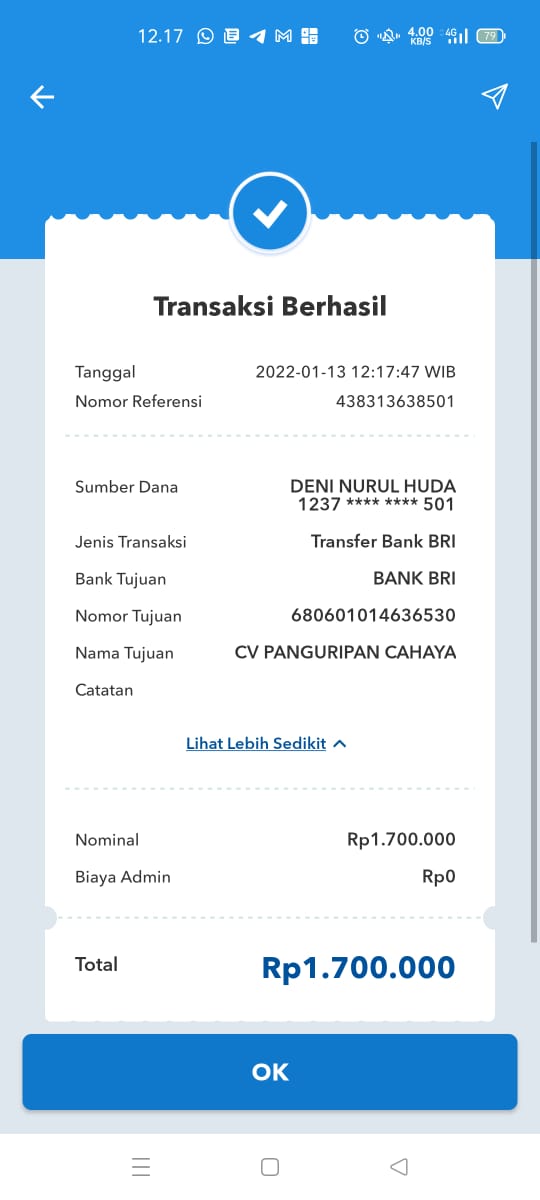 12.17 4.00 KB/S 4G 79
Transaksi Berhasil
Tanggal 2022-01-13 12:17:47 WIB
Nomor Referensi 438313638501
Sumber Dana DENI NURUL HUDA
1237 **** **** 501
Jenis Transaksi Transfer Bank BRI
Bank Tujuan BANK BRI
Nomor Tujuan 680601014636530
Nama Tujuan CV PANGURIPAN CAHAYA
Catatan
Lihat Lebih Sedikit
Nominal Rp1.700.000
Biaya Admin Rp0
Total Rp1.700.000
OK